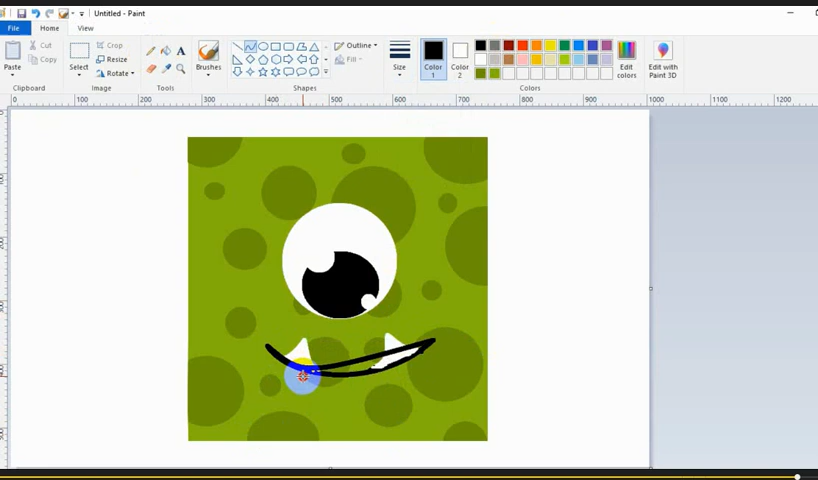 Untitled - Paint
File Home View
Cut
Copy
Paste
Clipboard
Select
Crop
Resize
Rotate
Image
A
Tools
Brushes
Outline
Fill
Shapes
Size
Color
1
Color
2
Edit
colors
Edit with
Paint 3D
Colors
0 100 200 300 400 500 600 700 800 900 1000 1100 1200